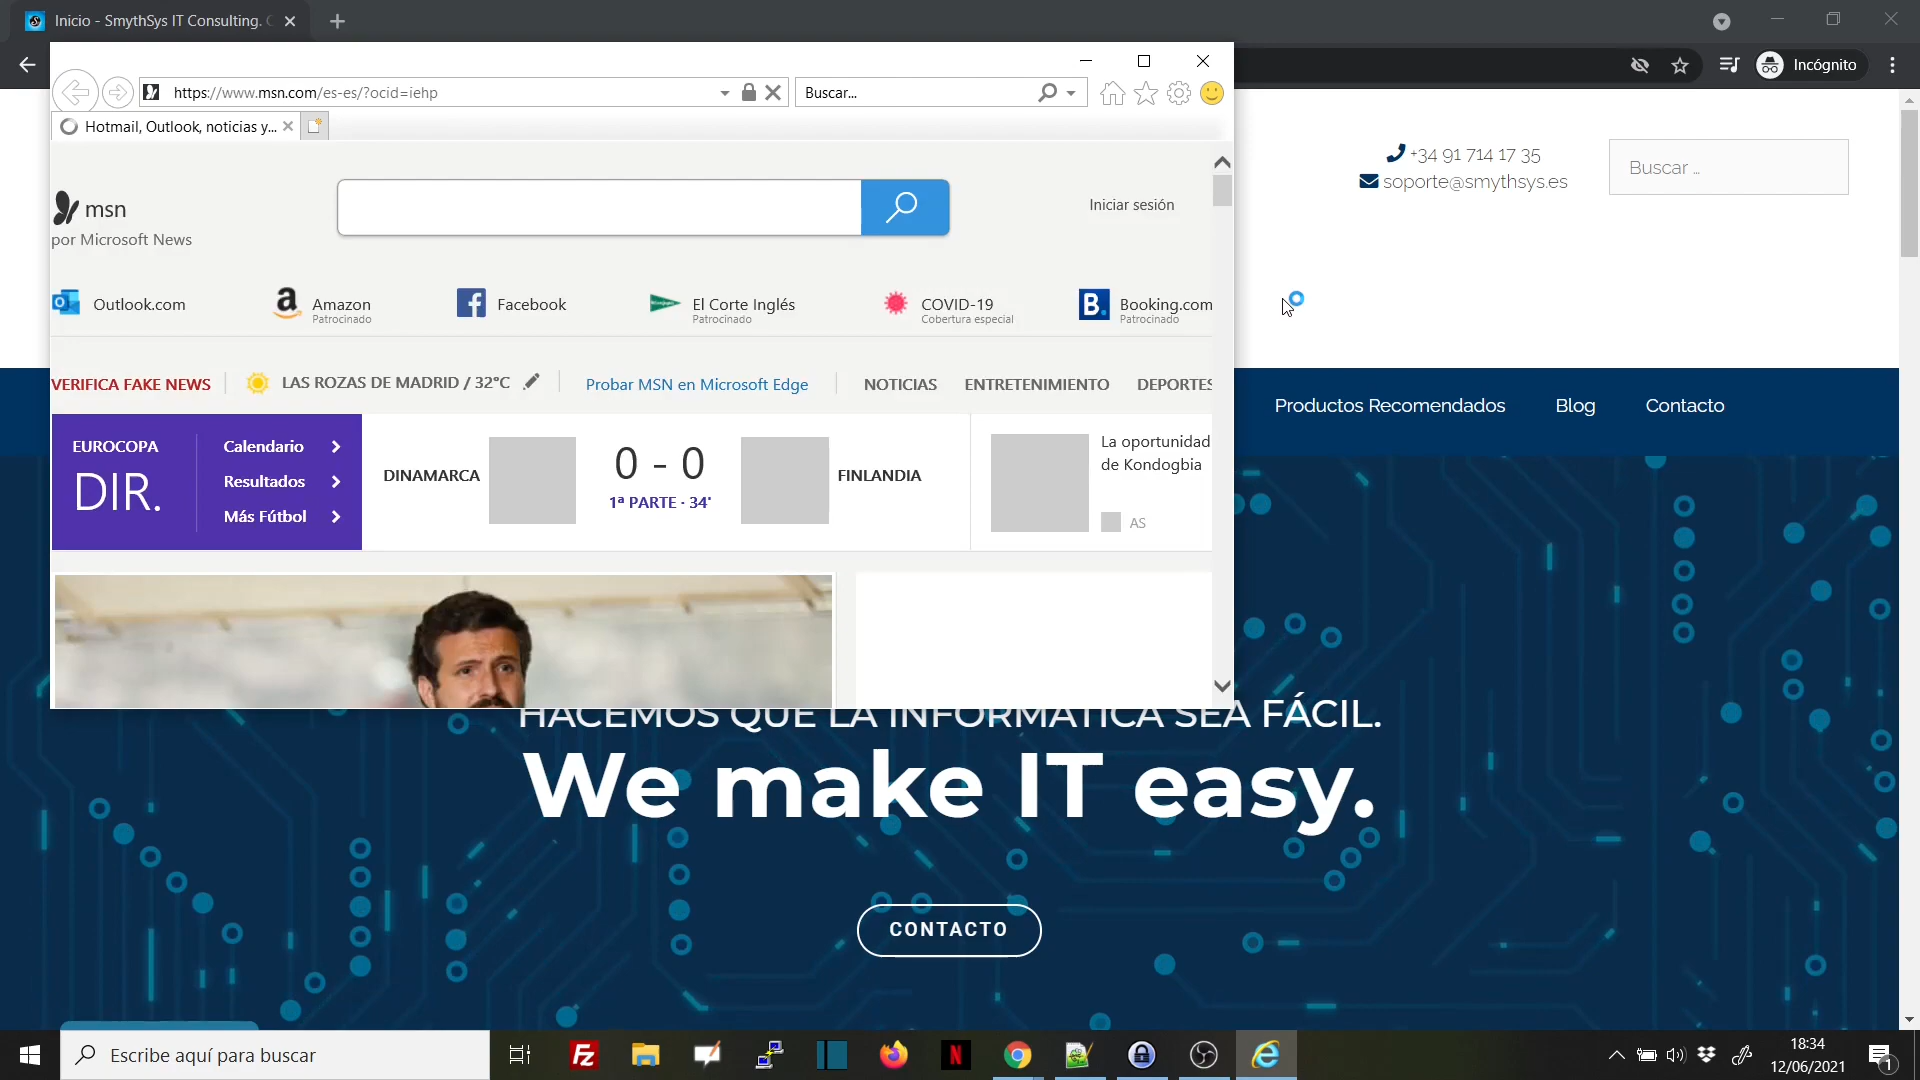 Inicio - SmythSys IT Consulting.
Incógnito
https://www.msn.com/es-es/?ocid=iehp
Buscar...
Hotmail, Outlook, noticias y...
+34 91 714 17 35
soporte@smythsys.es
Buscar ...
msn
por Microsoft News
Iniciar sesión
Outlook.com
Amazon
Patrocinado
Facebook
El Corte Inglés
Patrocinado
COVID-19
Cobertura especial
B.
Booking.com
Patrocinado
VERIFICA FAKE NEWS
LAS ROZAS DE MADRID / 32°C
Probar MSN en Microsoft Edge
NOTICIAS
ENTRETENIMIENTO
DEPORTES
Productos Recomendados
Blog
Contacto
EUROCOPA
DIR.
Calendario
Resultados
Más Fútbol
DINAMARCA
0 - 0
1ª PARTE · 34'
FINLANDIA
La oportunidad
de Kondogbia
AS
HACEMOS QUE LA INFORMÁTICA SEA FÁCIL.
We make IT easy.
CONTACTO
Escribe aquí para buscar
18:34
12/06/2021
1